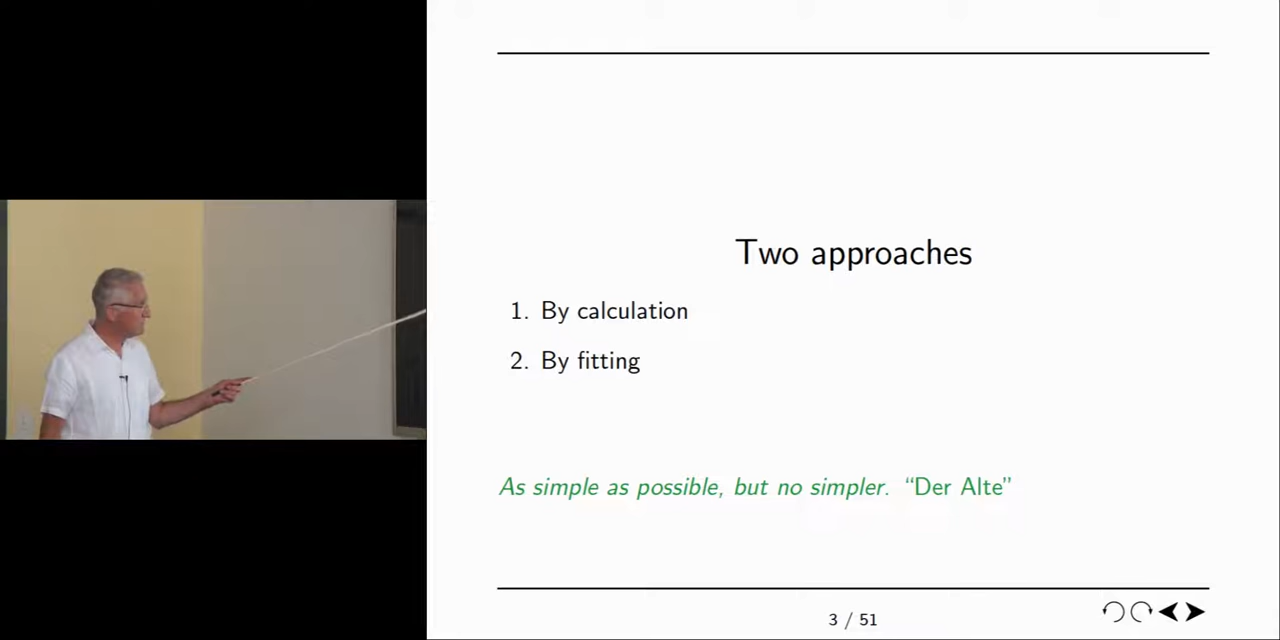 Two approaches
1. By calculation
2. By fitting
As simple as possible, but no simpler. “Der Alte”
3 / 51